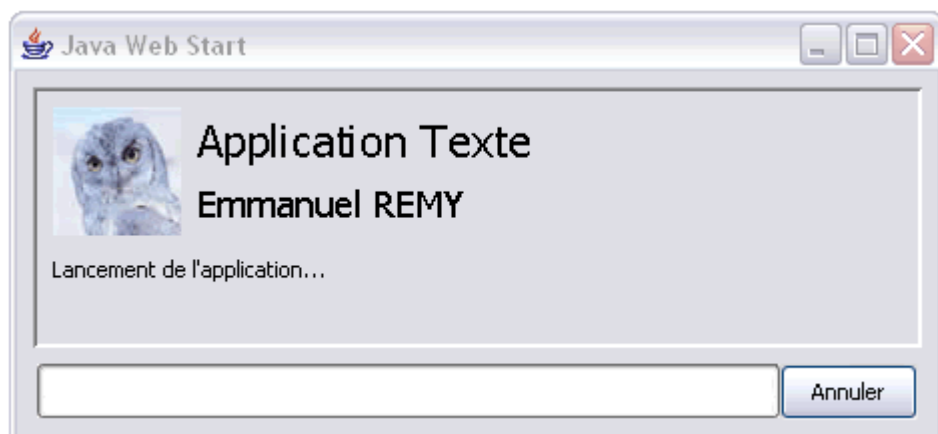 Java Web Start
Application Texte
Emmanuel REMY
Lancement de l'application...
Annuler